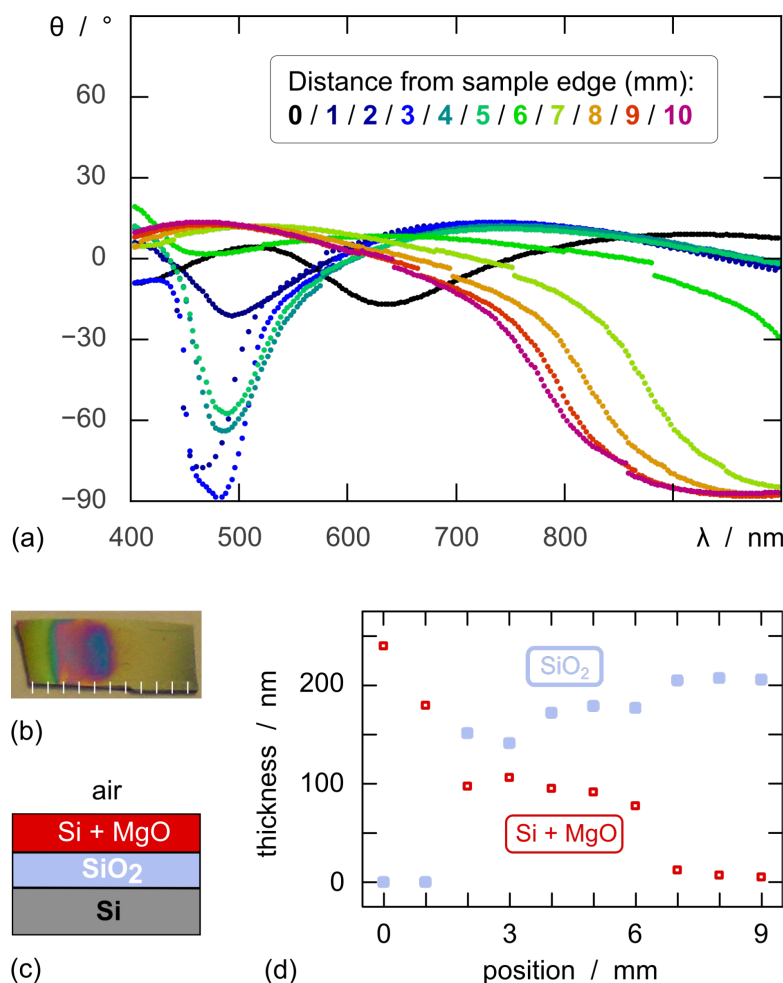 θ / °
60
30
0
−30
−60
−90
Distance from sample edge (mm):
0 / 1 / 2 / 3 / 4 / 5 / 6 / 7 / 8 / 9 / 10
400 500 600 700 800 λ / nm
(a)
(b)
air
Si + MgO
SiO₂
Si
(c)
thickness / nm
200
100
0
SiO₂
Si + MgO
0 3 6 9
position / mm
(d)